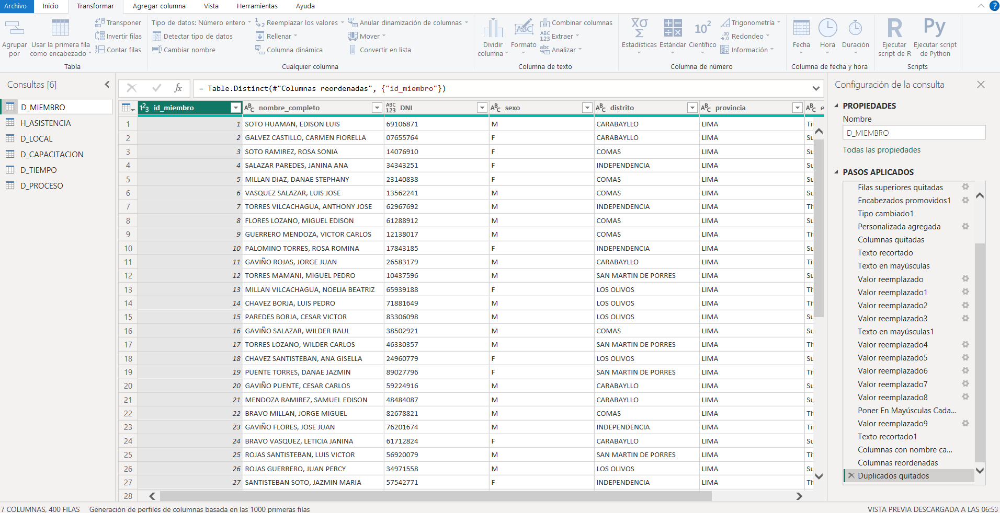 Archivo Inicio Transformar Agregar columna Vista Herramientas Ayuda ?
Agrupar por
Usar la primera fila como encabezado
Transponer
Invertir filas
Contar filas
Tabla
Tipo de datos: Número entero
Detectar tipo de datos
Cambiar nombre
Reemplazar los valores
Rellenar
Columna dinámica
Anular dinamización de columnas
Mover
Convertir en lista
Cualquier columna
Dividir columna
Formato
Combinar columnas
Extraer
Analizar
Columna de texto
Estadísticas
Estándar
Científico
Trigonometría
Redondeo
Información
Columna de número
Fecha
Hora
Duración
Columna de fecha y hora
Ejecutar script de R
Ejecutar script de Python
Scripts
Consultas [6]
D_MIEMBRO
H_ASISTENCIA
D_LOCAL
D_CAPACITACION
D_TIEMPO
D_PROCESO
fx = Table.Distinct(#"Columnas reordenadas", {"id_miembro"})
id_miembro nombre_completo DNI sexo distrito provincia e
1 1 SOTO HUAMAN, EDISON LUIS 69106871 M CARABAYLLO LIMA Tit
2 2 GALVEZ CASTILLO, CARMEN FIORELLA 07655764 F CARABAYLLO LIMA Su
3 3 SOTO RAMIREZ, ROSA SONIA 14076910 F COMAS LIMA Su
4 4 SALAZAR PAREDES, JANINA ANA 34343251 F INDEPENDENCIA LIMA Su
5 5 MILLAN DIAZ, DANAE STEPHANY 23140838 F COMAS LIMA Su
6 6 VASQUEZ SALAZAR, LUIS JOSE 13562241 M COMAS LIMA Su
7 7 TORRES VILCACHAGUA, ANTHONY JOSE 62967692 M INDEPENDENCIA LIMA Tit
8 8 FLORES LOZANO, MIGUEL EDISON 61288912 M COMAS LIMA Su
9 9 GUERRERO MENDOZA, VICTOR CARLOS 12138017 M COMAS LIMA Tit
10 10 PALOMINO TORRES, ROSA ROMINA 17843185 F INDEPENDENCIA LIMA Su
11 11 GAVIÑO ROJAS, JORGE JUAN 26583179 M CARABAYLLO LIMA Tit
12 12 TORRES MAMANI, MIGUEL PEDRO 10437596 M SAN MARTIN DE PORRES LIMA Su
13 13 MILLAN VILCACHAGUA, NOELIA BEATRIZ 65939188 F LOS OLIVOS LIMA Tit
14 14 CHAVEZ BORJA, LUIS PEDRO 71881649 M LOS OLIVOS LIMA Tit
15 15 PAREDES BORJA, CESAR VICTOR 83306098 M LOS OLIVOS LIMA Su
16 16 GAVIÑO SALAZAR, WILDER RAUL 38502921 M COMAS LIMA Su
17 17 TORRES LOZANO, WILDER CARLOS 46330357 M SAN MARTIN DE PORRES LIMA Tit
18 18 CHAVEZ SANTISTEBAN, ANA GISELLA 24960779 F LOS OLIVOS LIMA Su
19 19 PUENTE TORRES, DANAE JAZMIN 89027796 F SAN MARTIN DE PORRES LIMA Tit
20 20 GAVIÑO PUENTE, CESAR CARLOS 59224916 M CARABAYLLO LIMA Su
21 21 MENDOZA RAMIREZ, SAMUEL EDISON 48484087 M CARABAYLLO LIMA Su
22 22 BRAVO MILLAN, JORGE MIGUEL 82678821 M COMAS LIMA Tit
23 23 GAVIÑO FLORES, JOSE JUAN 76201674 M INDEPENDENCIA LIMA Tit
24 24 BRAVO VASQUEZ, LETICIA JANINA 61712824 F CARABAYLLO LIMA Su
25 25 ROJAS SANTISTEBAN, LUIS VICTOR 56920079 M SAN MARTIN DE PORRES LIMA Tit
26 26 ROJAS GUERRERO, JUAN PERCY 34971558 M LOS OLIVOS LIMA Su
27 27 SANTISTEBAN SOTO, JAZMIN MARIA 57542771 F INDEPENDENCIA LIMA Tit
28
Configuración de la consulta
PROPIEDADES
Nombre
D_MIEMBRO
Todas las propiedades
PASOS APLICADOS
Filas superiores quitadas
Encabezados promovidos1
Tipo cambiado1
Personalizada agregada
Columnas quitadas
Texto recortado
Texto en mayúsculas
Valor reemplazado
Valor reemplazado1
Valor reemplazado2
Valor reemplazado3
Texto en mayúsculas1
Valor reemplazado4
Valor reemplazado5
Valor reemplazado6
Valor reemplazado7
Valor reemplazado8
Poner En Mayúsculas Cada...
Valor reemplazado9
Texto recortado1
Columnas con nombre ca...
Columnas reordenadas
Duplicados quitados
7 COLUMNAS, 400 FILAS Generación de perfiles de columnas basada en las 1000 primeras filas VISTA PREVIA DESCARGADA A LAS 06:53